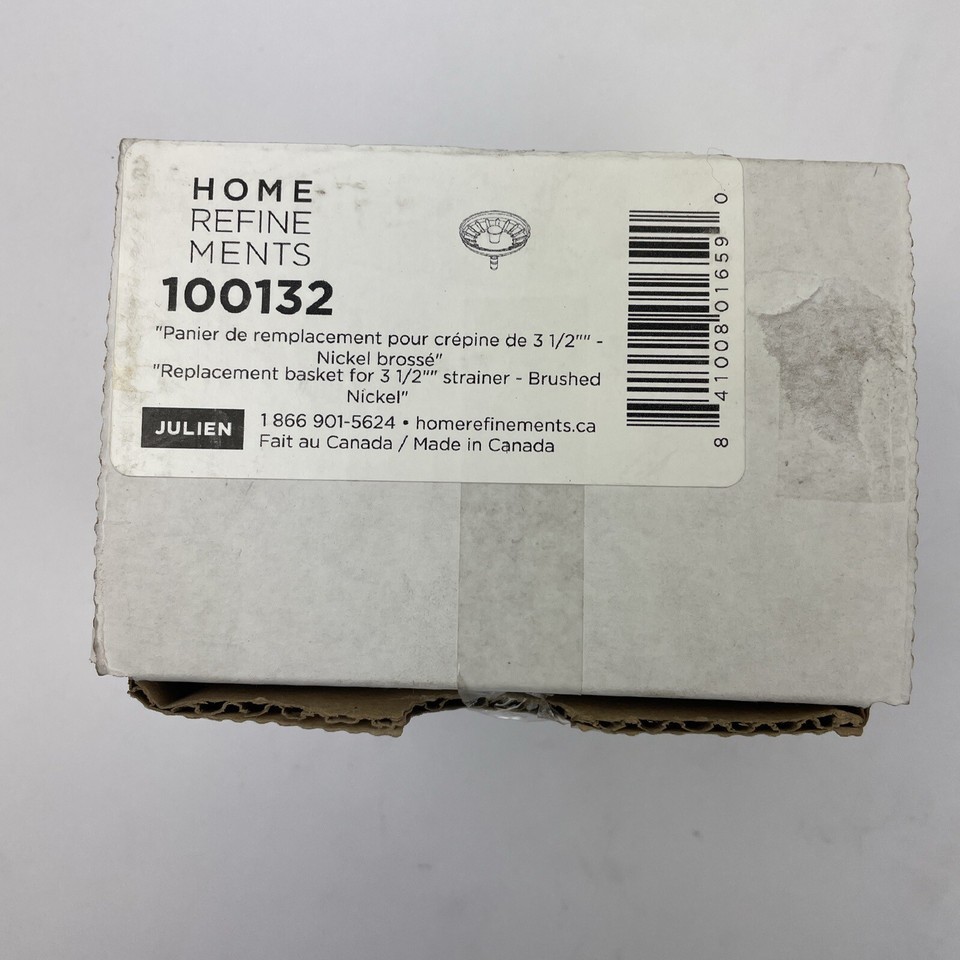 HOME
REFINE
MENTS
100132
"Panier de remplacement pour crépine de 3 1/2"" -
Nickel brossé"
"Replacement basket for 3 1/2"" strainer - Brushed
Nickel"
JULIEN
1 866 901-5624 • homerefinements.ca
Fait au Canada / Made in Canada
8 41008 01659 0